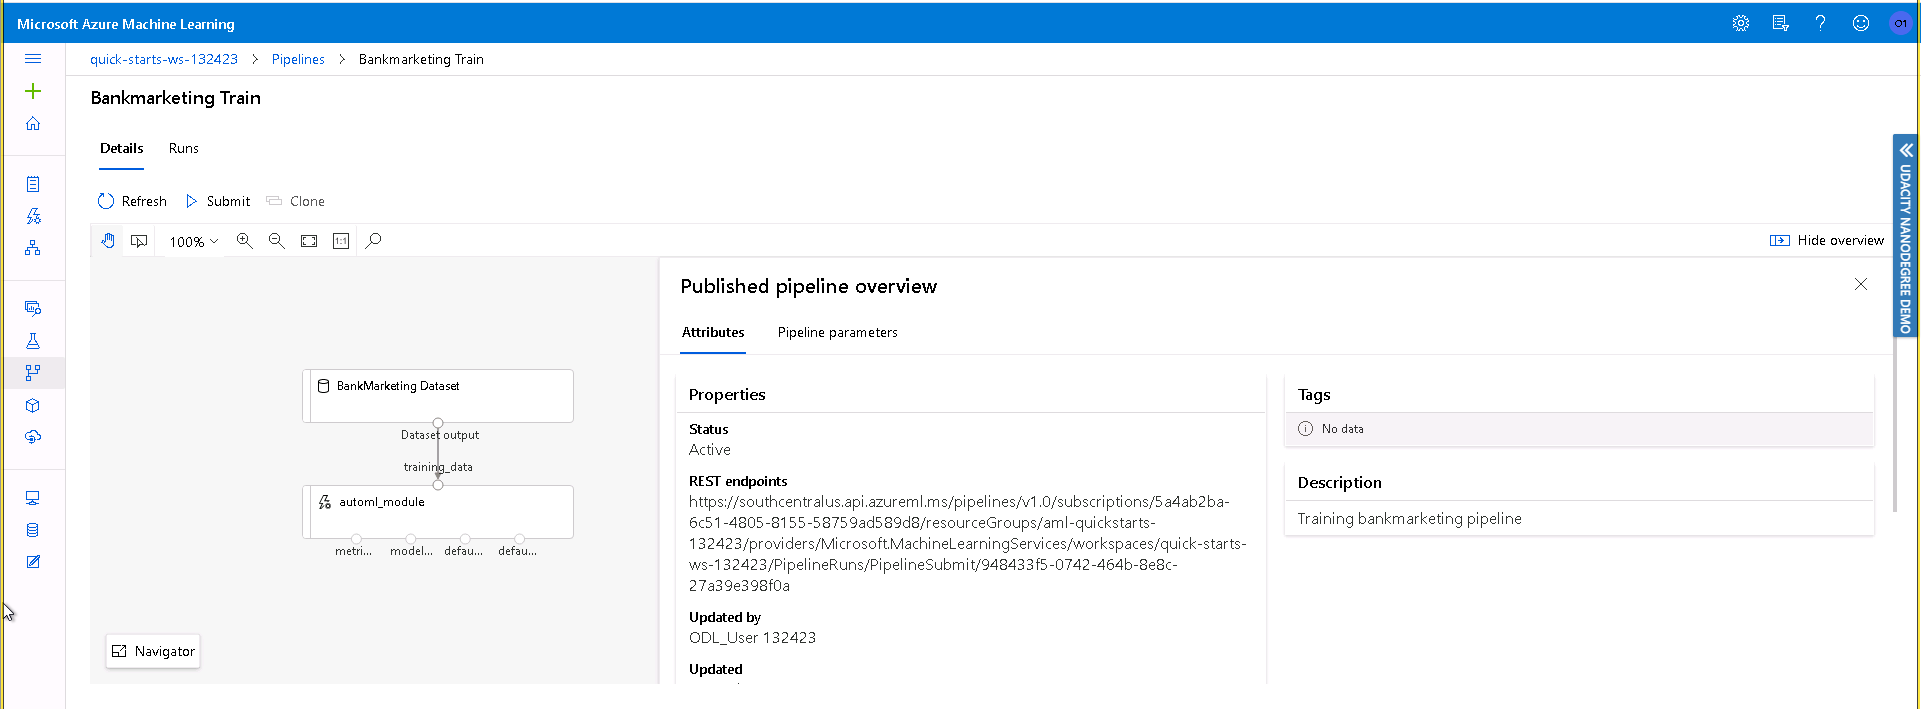 Microsoft Azure Machine Learning
O1
quick-starts-ws-132423 > Pipelines > Bankmarketing Train
Bankmarketing Train
Details Runs
Refresh Submit Clone
100% 1:1 Hide overview
UDACITY NANODEGREE DEMO
BankMarketing Dataset
Dataset output
training_data
automl_module
metri... model... defau... defau...
Navigator
Published pipeline overview
Attributes Pipeline parameters
Properties
Status
Active
REST endpoints
https://southcentralus.api.azureml.ms/pipelines/v1.0/subscriptions/5a4ab2ba-
6c51-4805-8155-58759ad589d8/resourceGroups/aml-quickstarts-
132423/providers/Microsoft.MachineLearningServices/workspaces/quick-starts-
ws-132423/PipelineRuns/PipelineSubmit/948433f5-0742-464b-8e8c-
27a39e398f0a
Updated by
ODL_User 132423
Updated
Tags
No data
Description
Training bankmarketing pipeline